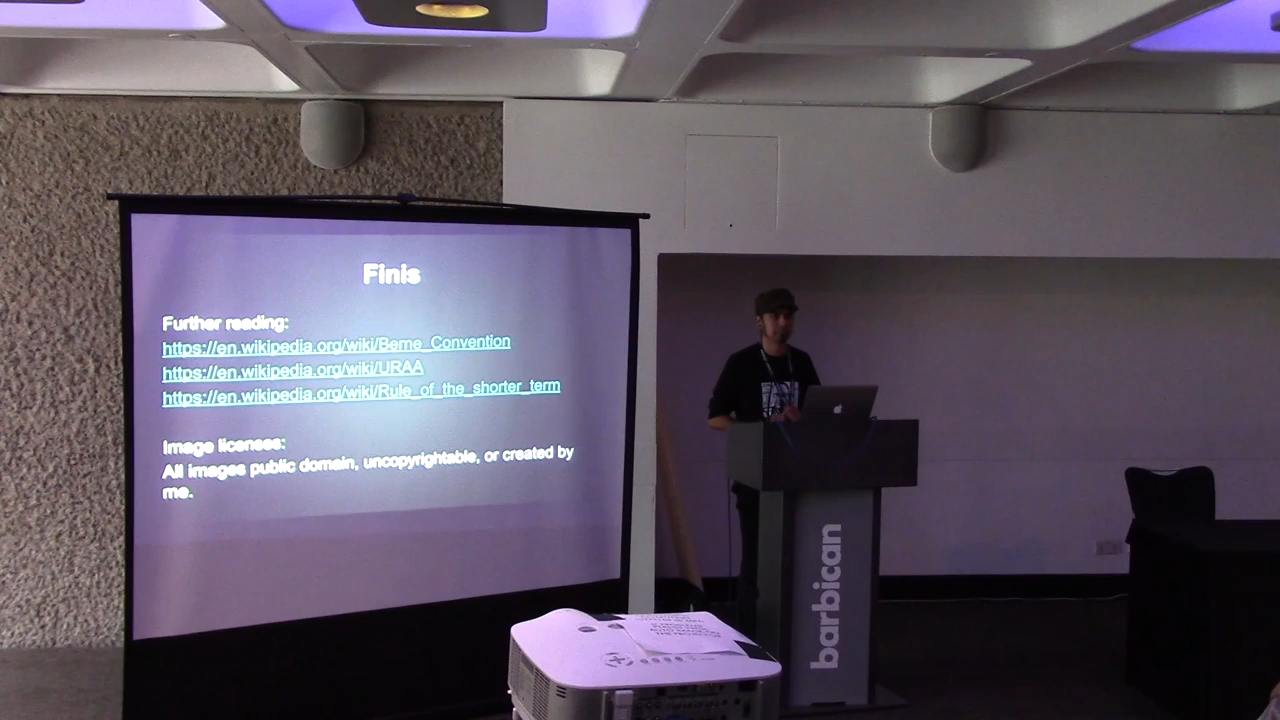 Finis
Further reading:
https://en.wikipedia.org/wiki/Berne_Convention
https://en.wikipedia.org/wiki/URAA
https://en.wikipedia.org/wiki/Rule_of_the_shorter_term
Image licenses:
All images public domain, uncopyrightable, or created by
me.
barbican